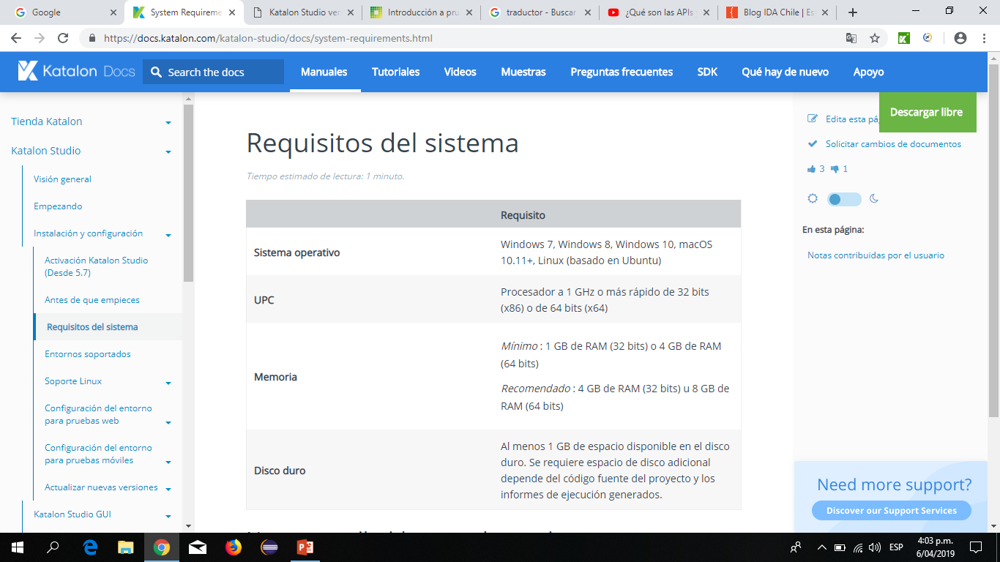 Google
System Requireme
Katalon Studio ver
Introducción a pru
traductor - Buscar
¿Qué son las APIs y
Blog IDA Chile | Es
https://docs.katalon.com/katalon-studio/docs/system-requirements.html
Katalon Docs
Search the docs
Manuales
Tutoriales
Videos
Muestras
Preguntas frecuentes
SDK
Qué hay de nuevo
Apoyo
Descargar libre
Tienda Katalon
Katalon Studio
Visión general
Empezando
Instalación y configuración
Activación Katalon Studio
(Desde 5.7)
Antes de que empieces
Requisitos del sistema
Entornos soportados
Soporte Linux
Configuración del entorno
para pruebas web
Configuración del entorno
para pruebas móviles
Actualizar nuevas versiones
Katalon Studio GUI
Requisitos del sistema
Tiempo estimado de lectura: 1 minuto.
Requisito
Sistema operativo
Windows 7, Windows 8, Windows 10, macOS
10.11+, Linux (basado en Ubuntu)
UPC
Procesador a 1 GHz o más rápido de 32 bits
(x86) o de 64 bits (x64)
Memoria
Mínimo : 1 GB de RAM (32 bits) o 4 GB de RAM
(64 bits)
Recomendado : 4 GB de RAM (32 bits) u 8 GB de
RAM (64 bits)
Disco duro
Al menos 1 GB de espacio disponible en el disco
duro. Se requiere espacio de disco adicional
depende del código fuente del proyecto y los
informes de ejecución generados.
Edita esta pá
Solicitar cambios de documentos
3 1
En esta página:
Notas contribuidas por el usuario
Need more support?
Discover our Support Services
ESP
4:03 p.m.
6/04/2019